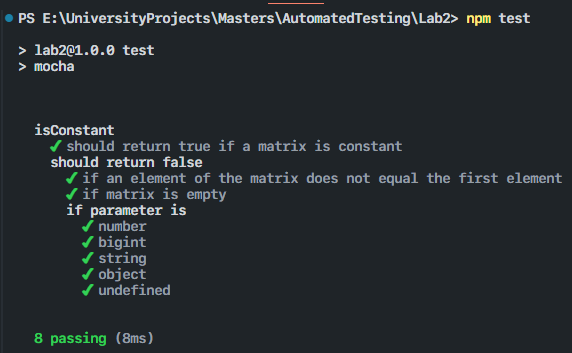 PS E:\UniversityProjects\Masters\AutomatedTesting\Lab2> npm test
> lab2@1.0.0 test
> mocha
isConstant
✔ should return true if a matrix is constant
should return false
✔ if an element of the matrix does not equal the first element
✔ if matrix is empty
if parameter is
✔ number
✔ bigint
✔ string
✔ object
✔ undefined
8 passing (8ms)